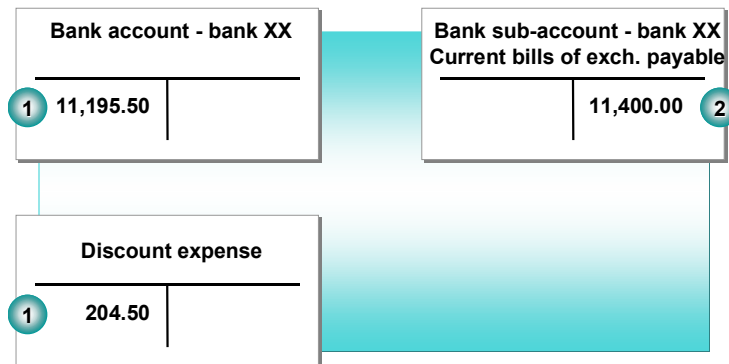 Bank account - bank XX
1 11,195.50
Bank sub-account - bank XX
Current bills of exch. payable
11,400.00 2
Discount expense
1 204.50